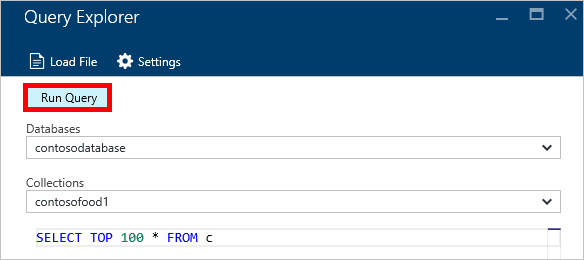 Query Explorer
Load File Settings
Run Query
Databases
contosodatabase
Collections
contosofood1
SELECT TOP 100 * FROM c